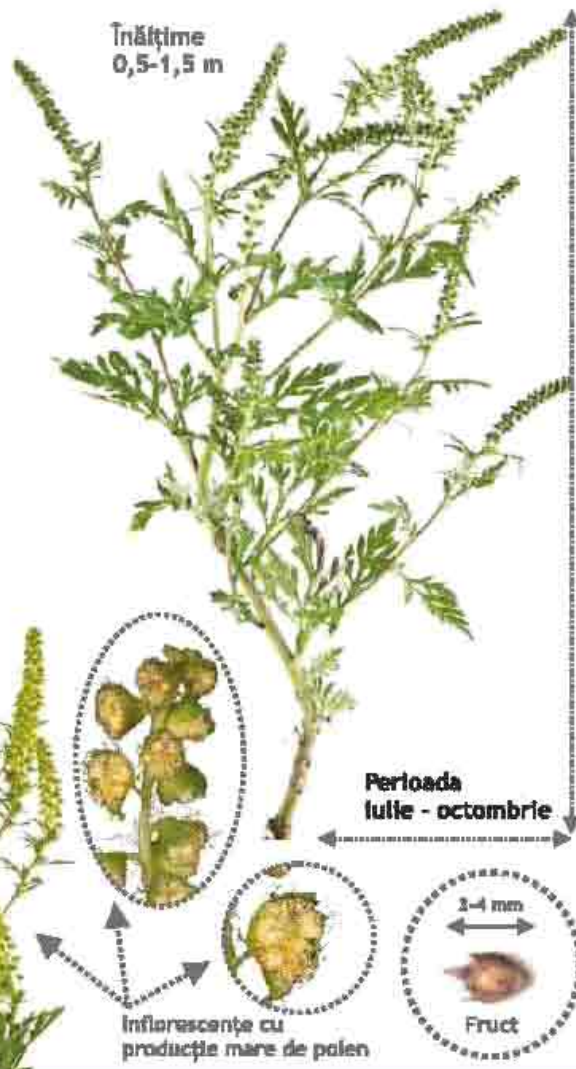 Înălțime
0,5-1,5 m
Perioada
iulie - octombrie
2-4 mm
Fruct
Inflorescențe cu
producție mare de polen